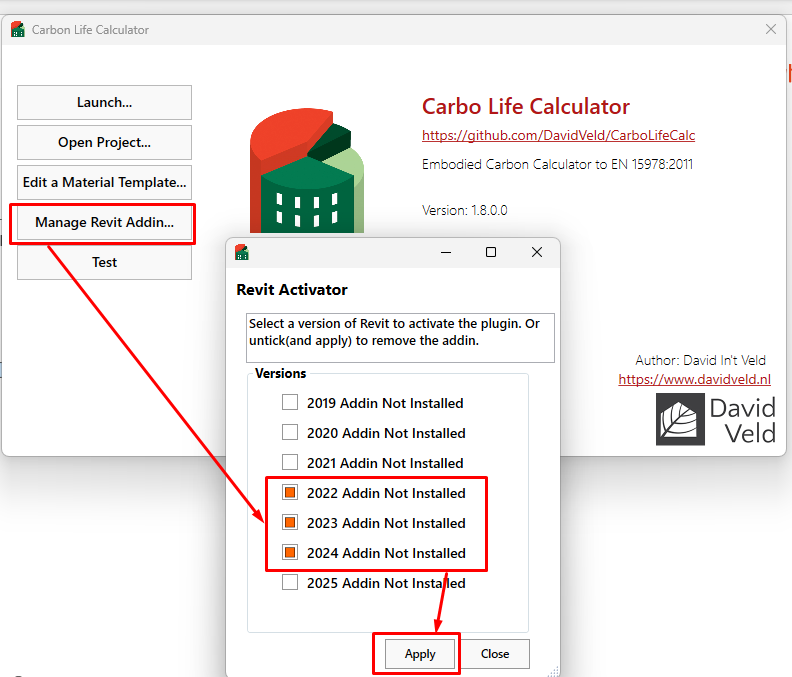 Carbon Life Calculator
Launch...
Open Project...
Edit a Material Template...
Manage Revit Addin...
Test
Carbo Life Calculator
https://github.com/DavidVeld/CarboLifeCalc
Embodied Carbon Calculator to EN 15978:2011
Version: 1.8.0.0
Revit Activator
Select a version of Revit to activate the plugin. Or
untick(and apply) to remove the addin.
Versions
2019 Addin Not Installed
2020 Addin Not Installed
2021 Addin Not Installed
2022 Addin Not Installed
2023 Addin Not Installed
2024 Addin Not Installed
2025 Addin Not Installed
Apply
Close
Author: David In't Veld
https://www.davidveld.nl
David
Veld